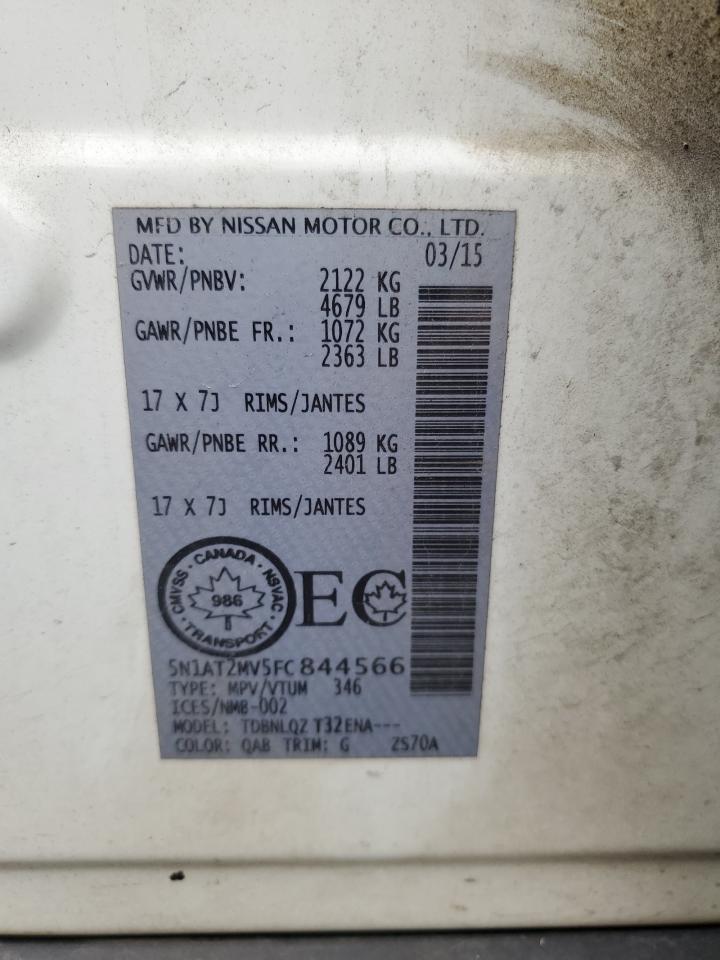 MFD BY NISSAN MOTOR CO., LTD.
DATE: 03/15
GVWR/PNBV: 2122 KG
4679 LB
GAWR/PNBE FR.: 1072 KG
2363 LB
17 X 7J RIMS/JANTES
GAWR/PNBE RR.: 1089 KG
2401 LB
17 X 7J RIMS/JANTES
CMVSS · CANADA · NSVAC · TRANSPORT ·
986
EC
5N1AT2MV5FC844566
TYPE: MPV/VTUM 346
ICES/NMB-002
MODEL: TDBNLQZ T32ENA---
COLOR: QAB TRIM: G ZS70A